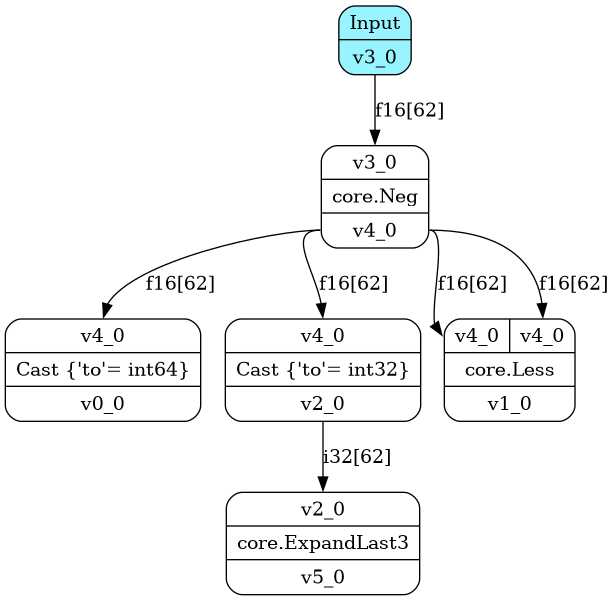 Input
v3_0
f16[62]
v3_0
core.Neg
v4_0
f16[62]
f16[62]
f16[62]
f16[62]
v4_0
Cast {'to'= int64}
v0_0
v4_0
Cast {'to'= int32}
v2_0
v4_0 v4_0
core.Less
v1_0
i32[62]
v2_0
core.ExpandLast3
v5_0